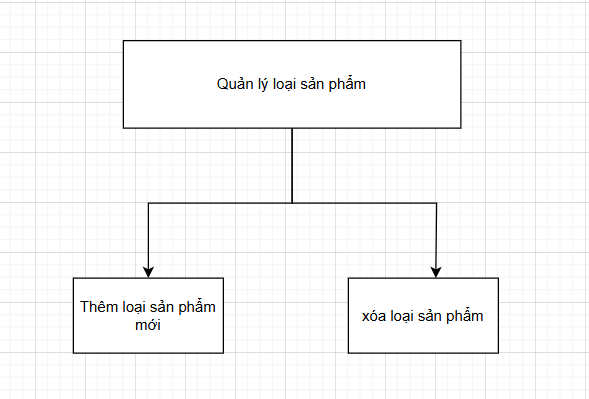 Quản lý loại sản phẩm
Thêm loại sản phẩm
mới
xóa loại sản phẩm